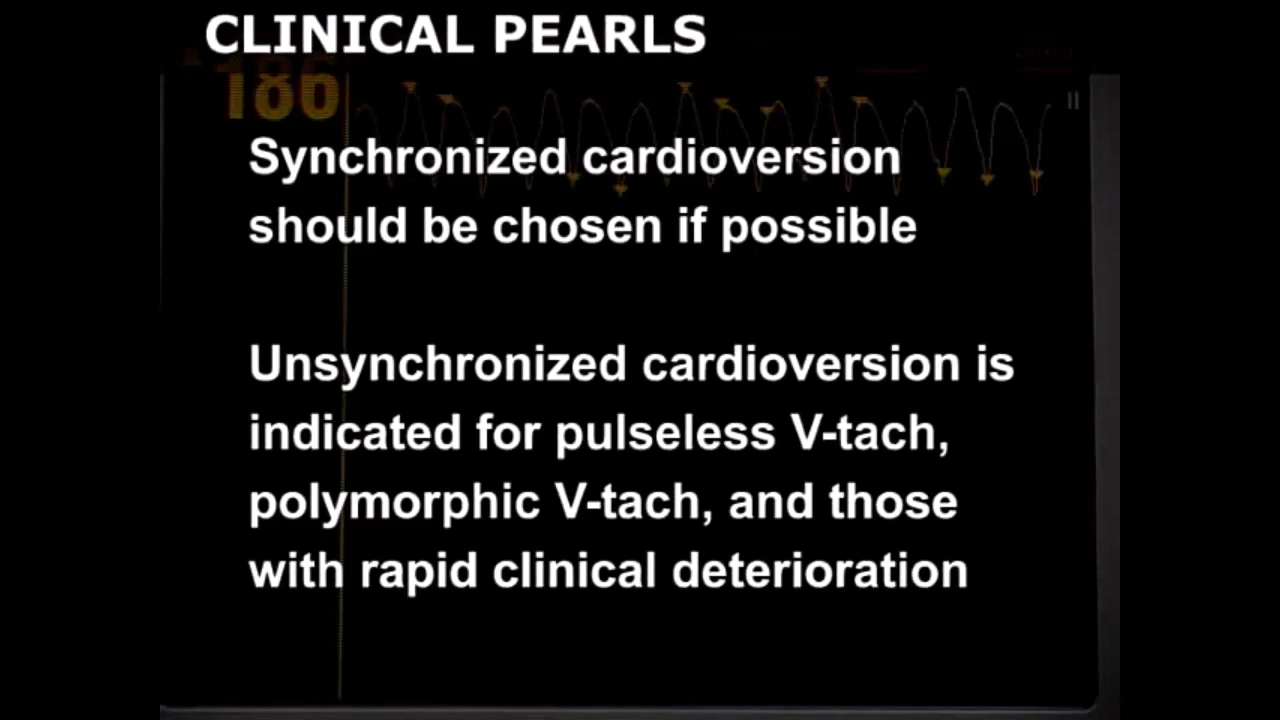 CLINICAL PEARLS
186
II
Synchronized cardioversion
should be chosen if possible
Unsynchronized cardioversion is
indicated for pulseless V-tach,
polymorphic V-tach, and those
with rapid clinical deterioration